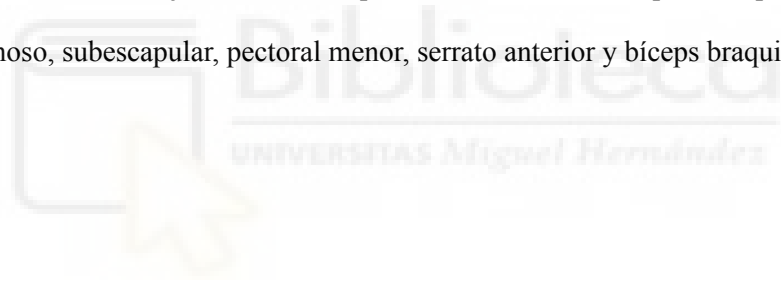 noso, subescapular, pectoral menor, serrato anterior y bíceps braqui
Biblioteca
UNIVERSITAS Miguel Hernández